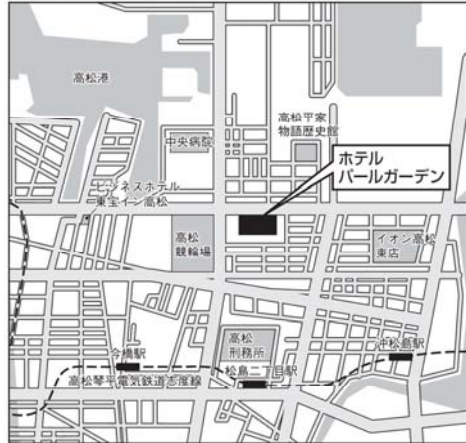 高松港
高松平家
物語歴史館
中央病院
ホテル
パールガーデン
ビジネスホテル
東宝イン高松
高松
競輪場
イオン高松
東店
高松
刑務所
今橋駅
沖松島駅
松島二丁目駅
高松琴平電気鉄道志度線